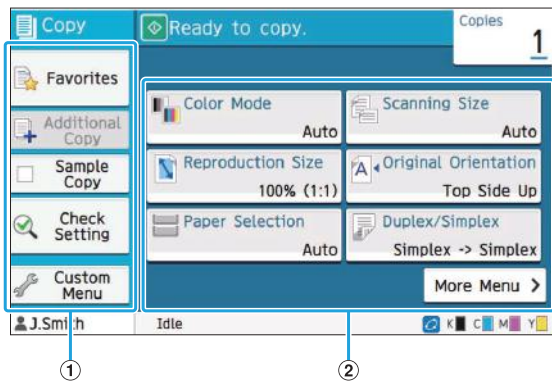 Copy
Ready to copy.
Copies
1
Favorites
Additional
Copy
Sample
Copy
Check
Setting
Custom
Menu
Color Mode
Auto
Scanning Size
Auto
Reproduction Size
100% (1:1)
Original Orientation
Top Side Up
Paper Selection
Auto
Duplex/Simplex
Simplex -> Simplex
More Menu >
J.Smith
Idle
K C M Y
① ②